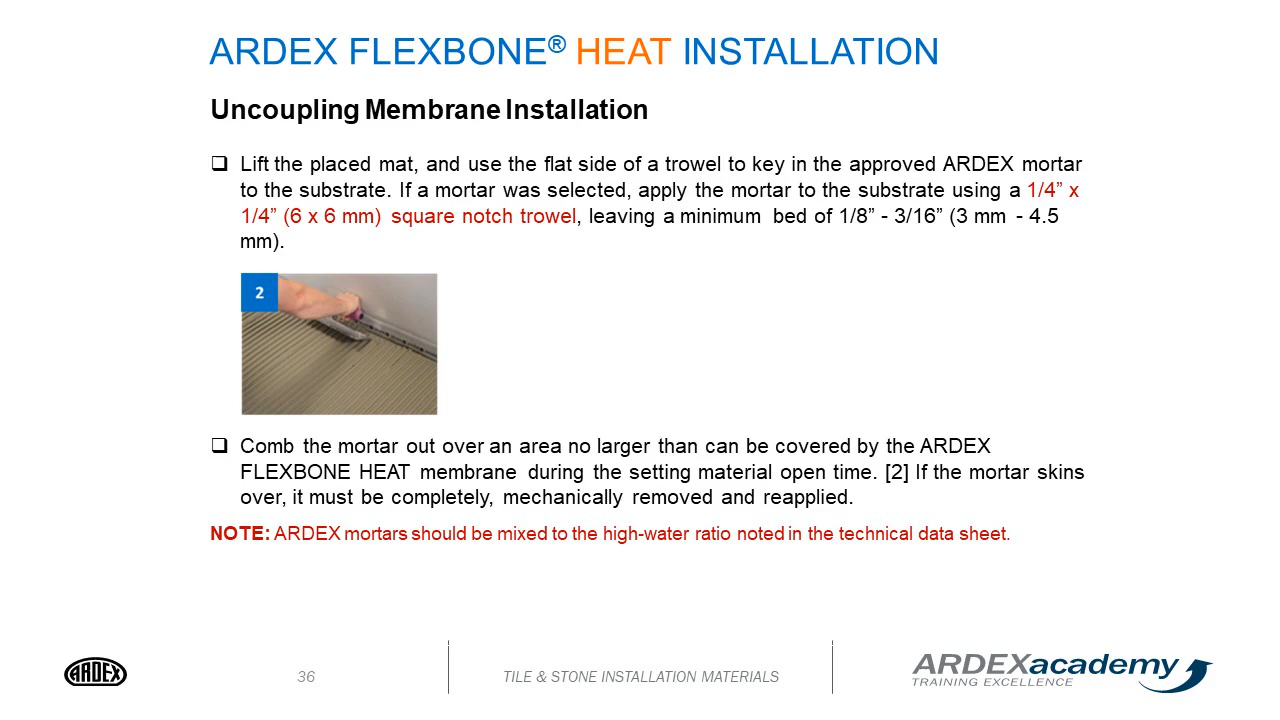 ARDEX FLEXBONE® HEAT INSTALLATION
Uncoupling Membrane Installation
❑ Lift the placed mat, and use the flat side of a trowel to key in the approved ARDEX mortar
to the substrate. If a mortar was selected, apply the mortar to the substrate using a 1/4” x
1/4” (6 x 6 mm) square notch trowel, leaving a minimum bed of 1/8” - 3/16” (3 mm - 4.5
mm).
2
❑ Comb the mortar out over an area no larger than can be covered by the ARDEX
FLEXBONE HEAT membrane during the setting material open time. [2] If the mortar skins
over, it must be completely, mechanically removed and reapplied.
NOTE: ARDEX mortars should be mixed to the high-water ratio noted in the technical data sheet.
ARDEX
36
TILE & STONE INSTALLATION MATERIALS
ARDEXacademy
TRAINING EXCELLENCE